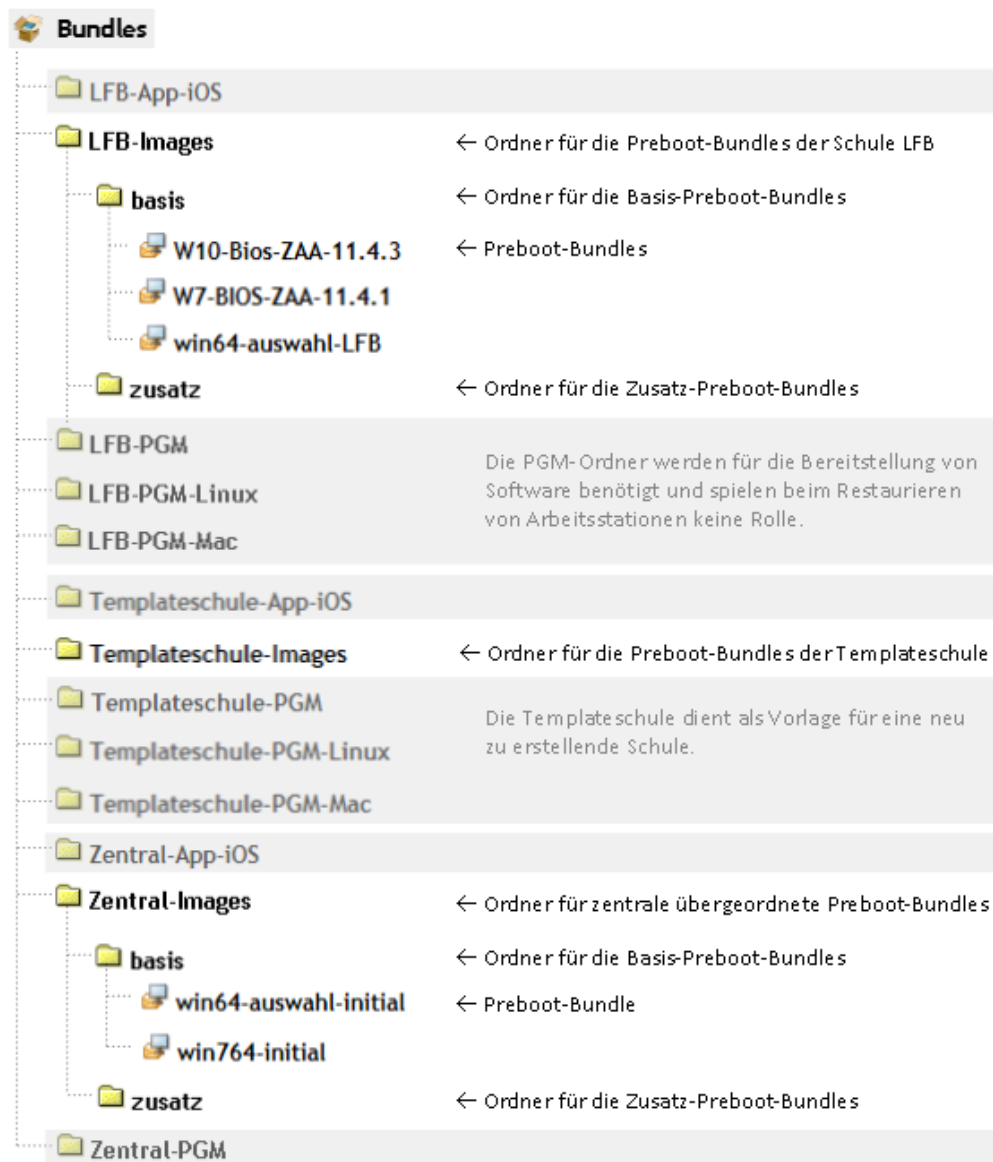 Bundles
LFB-App-iOS
LFB-Images ← Ordner für die Preboot-Bundles der Schule LFB
basis ← Ordner für die Basis-Preboot-Bundles
W10-Bios-ZAA-11.4.3 ← Preboot-Bundles
W7-BIOS-ZAA-11.4.1
win64-auswahl-LFB
zusatz ← Ordner für die Zusatz-Preboot-Bundles
LFB-PGM
LFB-PGM-Linux
LFB-PGM-Mac
Die PGM-Ordner werden für die Bereitstellung von
Software benötigt und spielen beim Restaurieren
von Arbeitsstationen keine Rolle.
Templateschule-App-iOS
Templateschule-Images ← Ordner für die Preboot-Bundles der Templateschule
Templateschule-PGM
Templateschule-PGM-Linux
Templateschule-PGM-Mac
Die Templateschule dient als Vorlage für eine neu
zu erstellende Schule.
Zentral-App-iOS
Zentral-Images ← Ordner für zentrale übergeordnete Preboot-Bundles
basis ← Ordner für die Basis-Preboot-Bundles
win64-auswahl-initial ← Preboot-Bundle
win764-initial
zusatz ← Ordner für die Zusatz-Preboot-Bundles
Zentral-PGM